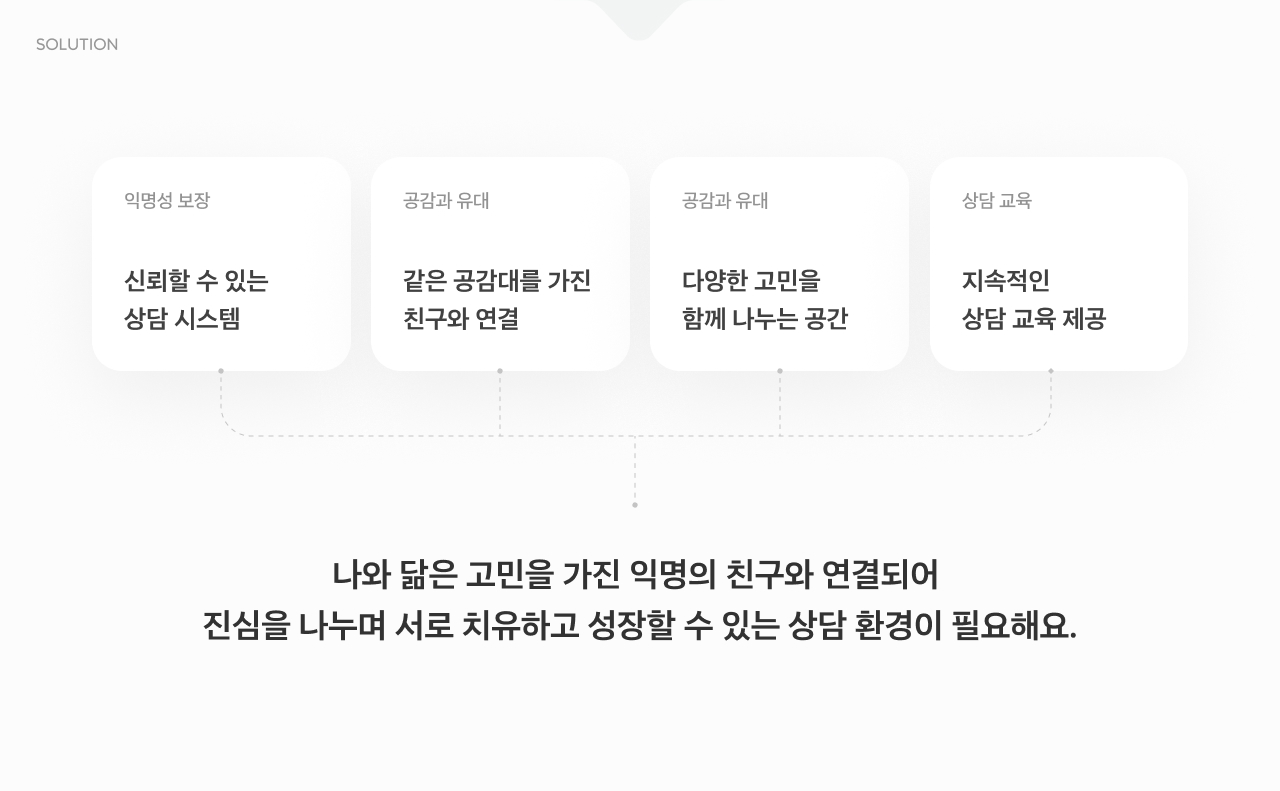 SOLUTION
익명성 보장
신뢰할 수 있는
상담 시스템
공감과 유대
같은 공감대를 가진
친구와 연결
공감과 유대
다양한 고민을
함께 나누는 공간
상담 교육
지속적인
상담 교육 제공
나와 닮은 고민을 가진 익명의 친구와 연결되어
진심을 나누며 서로 치유하고 성장할 수 있는 상담 환경이 필요해요.